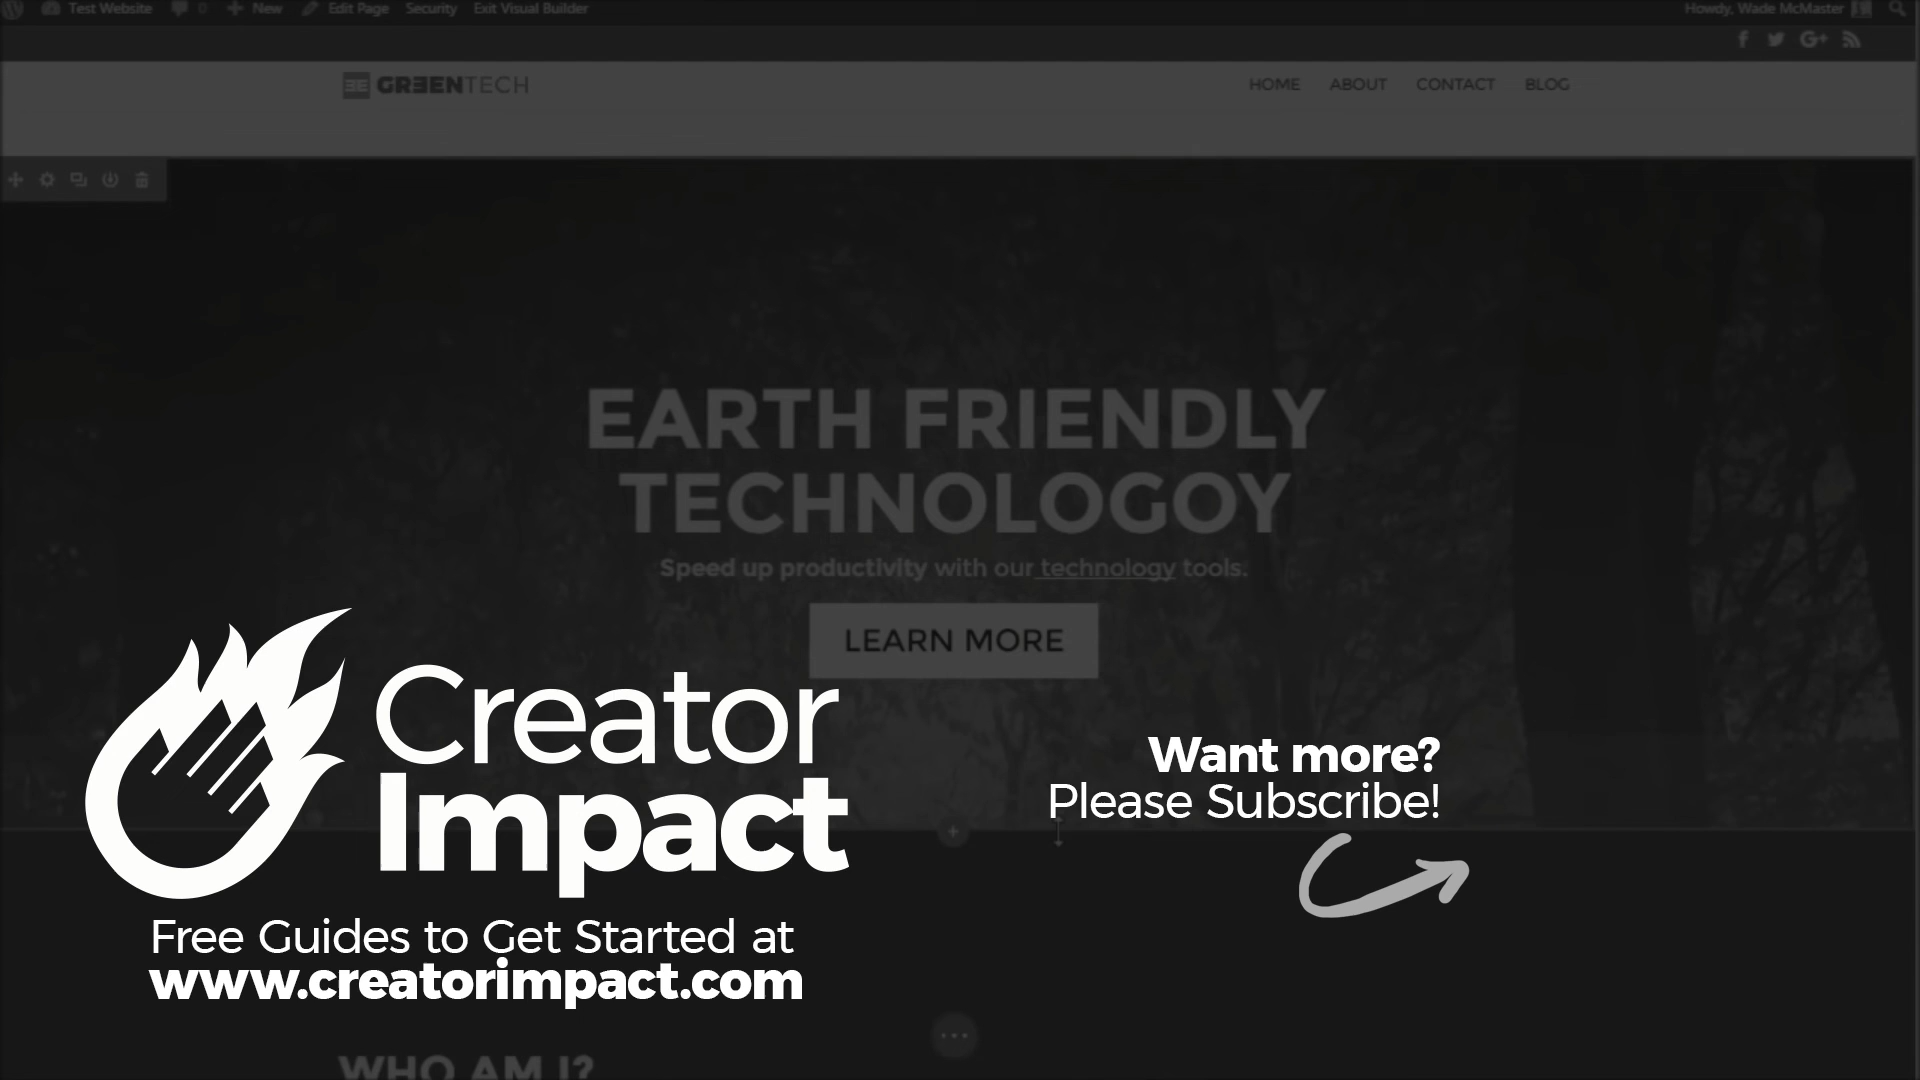 Test Website 0 New Edit Page Security Exit Visual Builder Howdy, Wade McMaster
GREENTECH HOME ABOUT CONTACT BLOG
EARTH FRIENDLY
TECHNOLOGOY
Speed up productivity with our technology tools.
LEARN MORE
Creator
Impact
Want more?
Please Subscribe!
Free Guides to Get Started at
www.creatorimpact.com
WHO AM I?